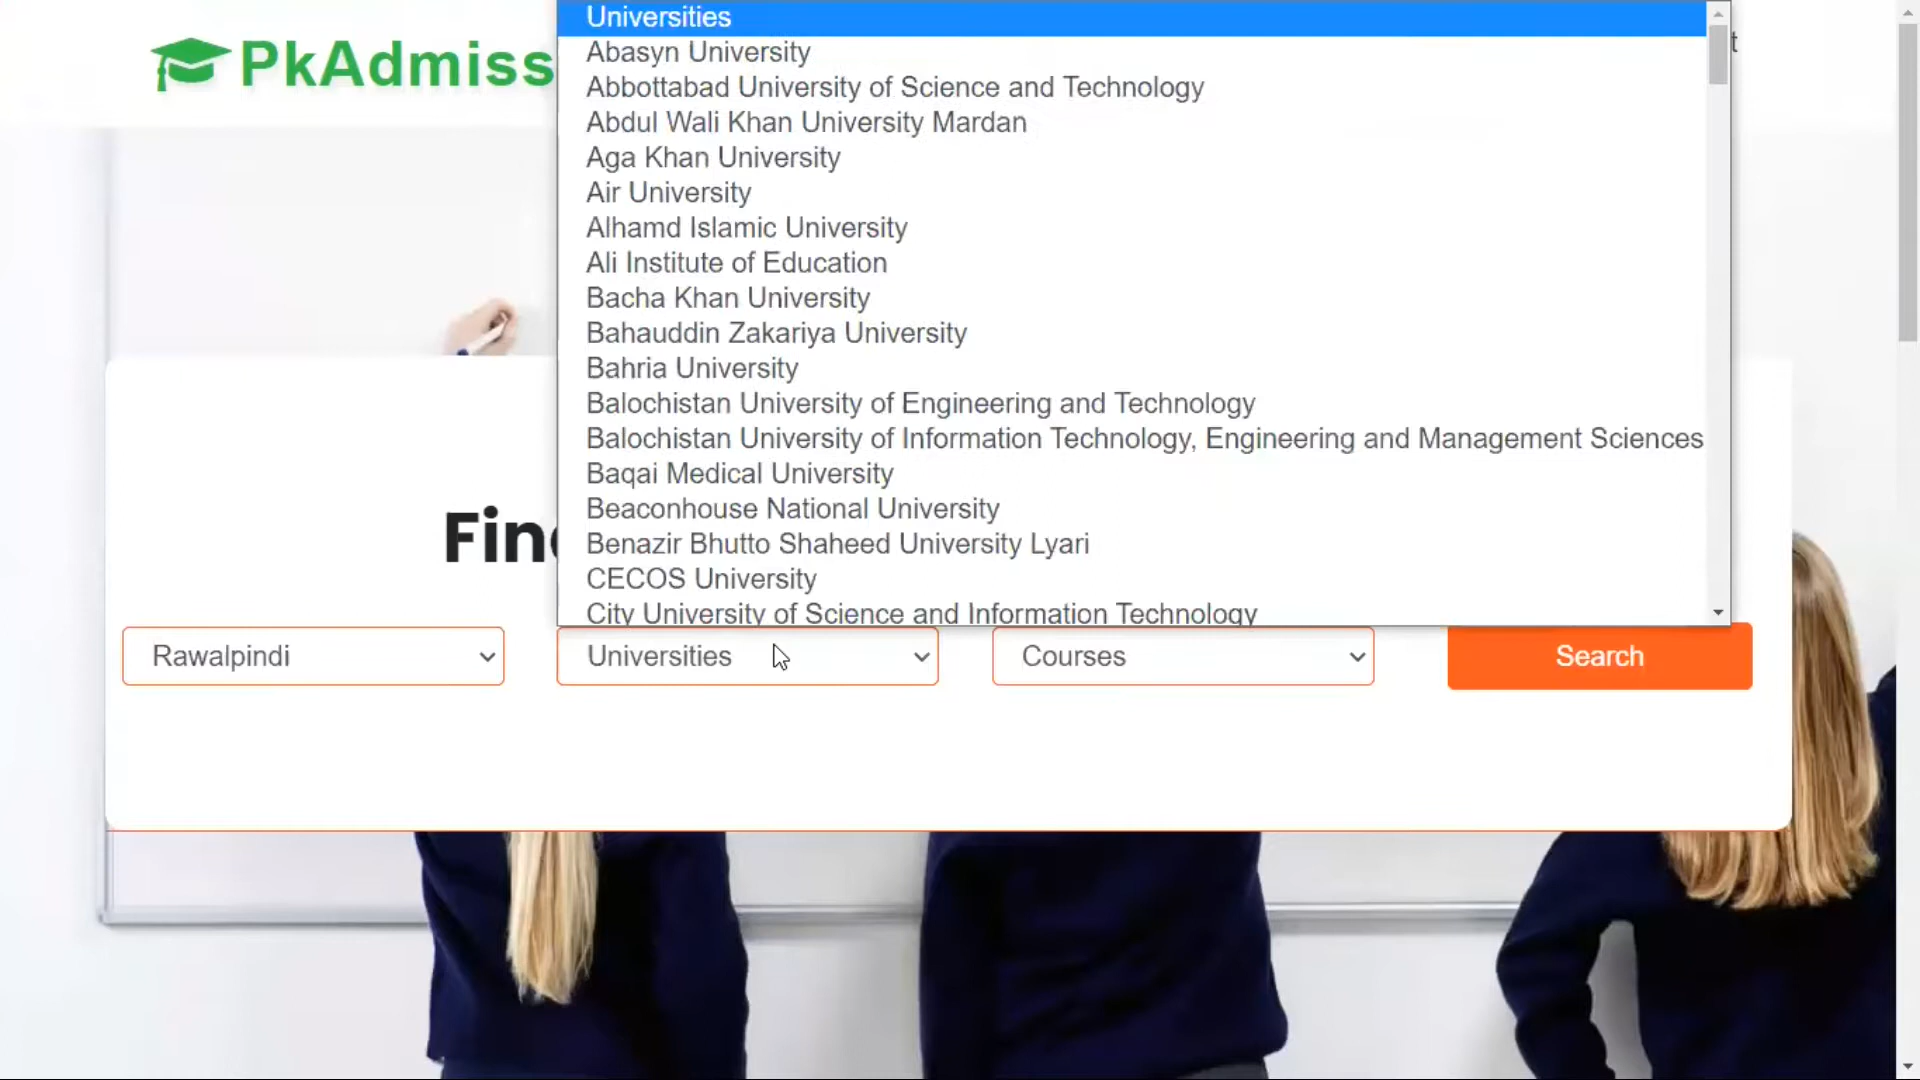 PkAdmiss
Universities
Abasyn University
Abbottabad University of Science and Technology
Abdul Wali Khan University Mardan
Aga Khan University
Air University
Alhamd Islamic University
Ali Institute of Education
Bacha Khan University
Bahauddin Zakariya University
Bahria University
Balochistan University of Engineering and Technology
Balochistan University of Information Technology, Engineering and Management Sciences
Baqai Medical University
Beaconhouse National University
Benazir Bhutto Shaheed University Lyari
CECOS University
City University of Science and Information Technology
Rawalpindi
Universities
Courses
Search